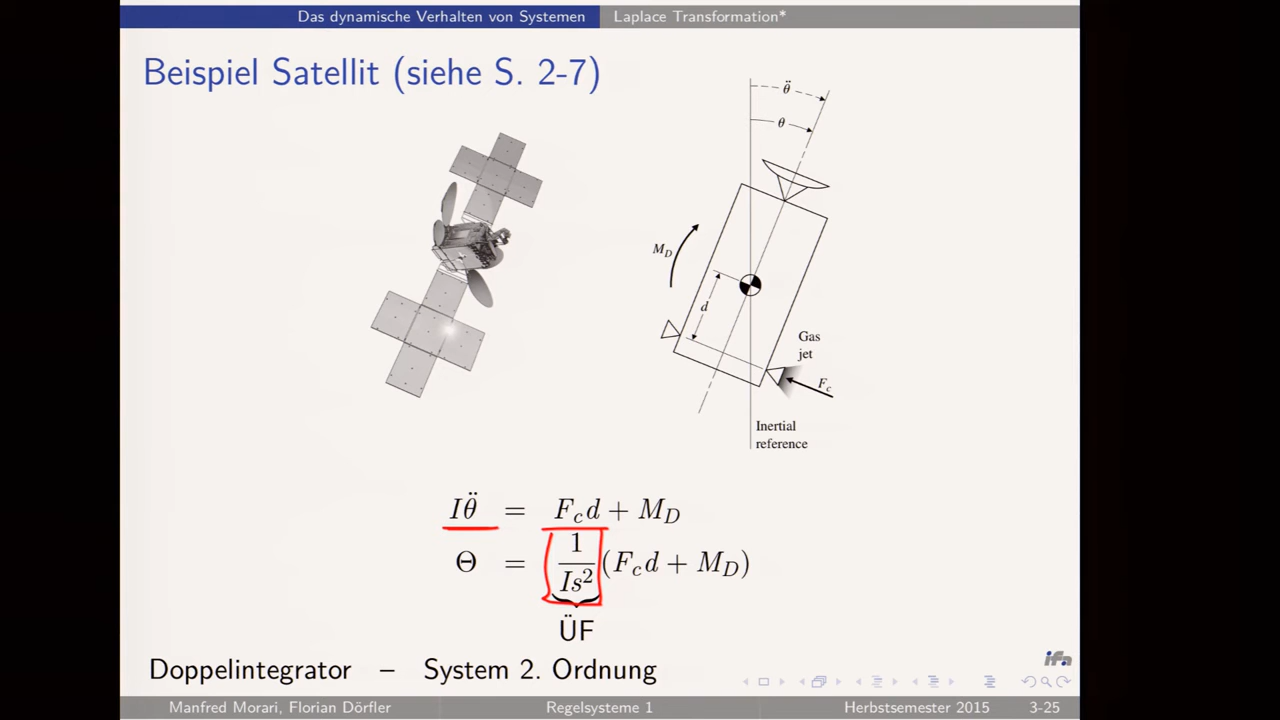 Das dynamische Verhalten von Systemen Laplace Transformation*
Beispiel Satellit (siehe S. 2-7)
θ̈
θ
M_D
d
Gas
jet
F_c
Inertial
reference
Iθ̈ = F_c d + M_D
Θ = 1/(Is²) (F_c d + M_D)
ÜF
Doppelintegrator – System 2. Ordnung
ifa
Manfred Morari, Florian Dörfler Regelsysteme 1 Herbstsemester 2015 3-25